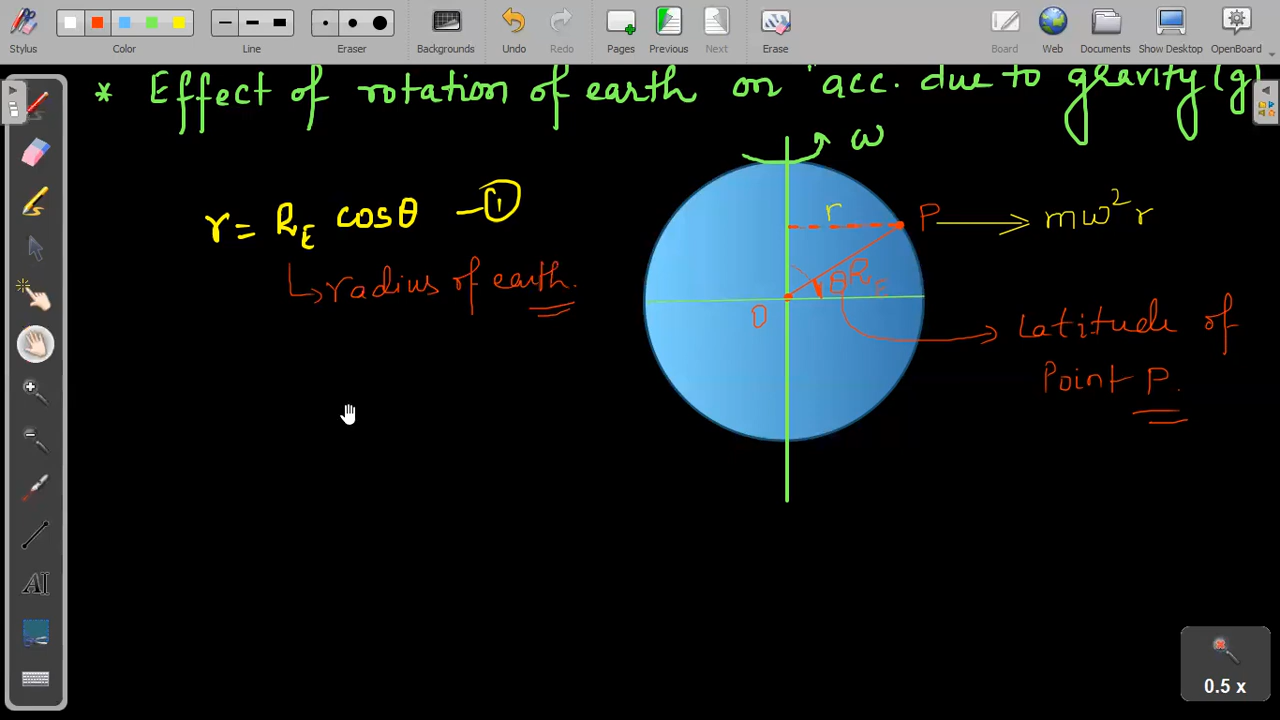 Stylus Color Line Eraser Backgrounds Undo Redo Pages Previous Next Erase Board Web Documents Show Desktop OpenBoard
* Effect of rotation of earth on acc. due to gravity (g)
ω
r = R_E cosθ —①
r P → mω²r
↳ radius of earth.
θ R_E
O
Latitude of
Point P.
0.5 x